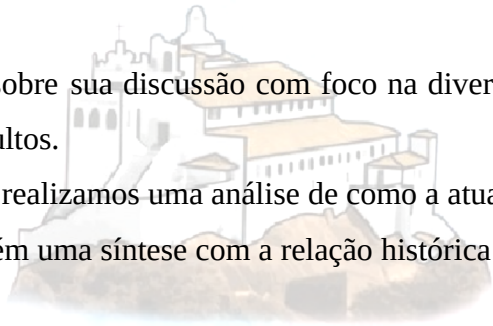 sobre sua discussão com foco na diver
ultos.
realizamos uma análise de como a atua
ém uma síntese com a relação histórica